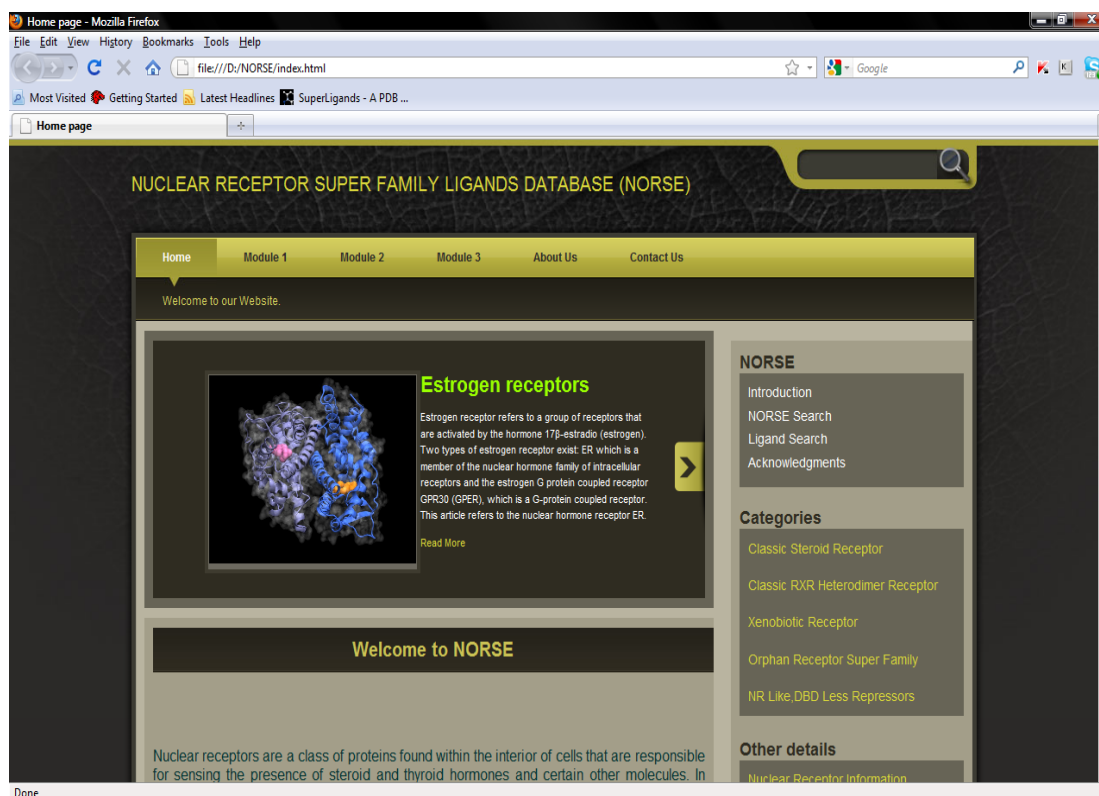 Home page - Mozilla Firefox
File Edit View History Bookmarks Tools Help
file:///D:/NORSE/index.html
Google
Most Visited Getting Started Latest Headlines SuperLigands - A PDB ...
Home page
NUCLEAR RECEPTOR SUPER FAMILY LIGANDS DATABASE (NORSE)
Home Module 1 Module 2 Module 3 About Us Contact Us
Welcome to our Website.
Estrogen receptors
Estrogen receptor refers to a group of receptors that
are activated by the hormone 17β-estradio (estrogen).
Two types of estrogen receptor exist: ER which is a
member of the nuclear hormone family of intracellular
receptors and the estrogen G protein coupled receptor
GPR30 (GPER), which is a G-protein coupled receptor.
This article refers to the nuclear hormone receptor ER.
Read More
Welcome to NORSE
Nuclear receptors are a class of proteins found within the interior of cells that are responsible
for sensing the presence of steroid and thyroid hormones and certain other molecules. In
NORSE
Introduction
NORSE Search
Ligand Search
Acknowledgments
Categories
Classic Steroid Receptor
Classic RXR Heterodimer Receptor
Xenobiotic Receptor
Orphan Receptor Super Family
NR Like,DBD Less Repressors
Other details
Nuclear Receptor Information
Done